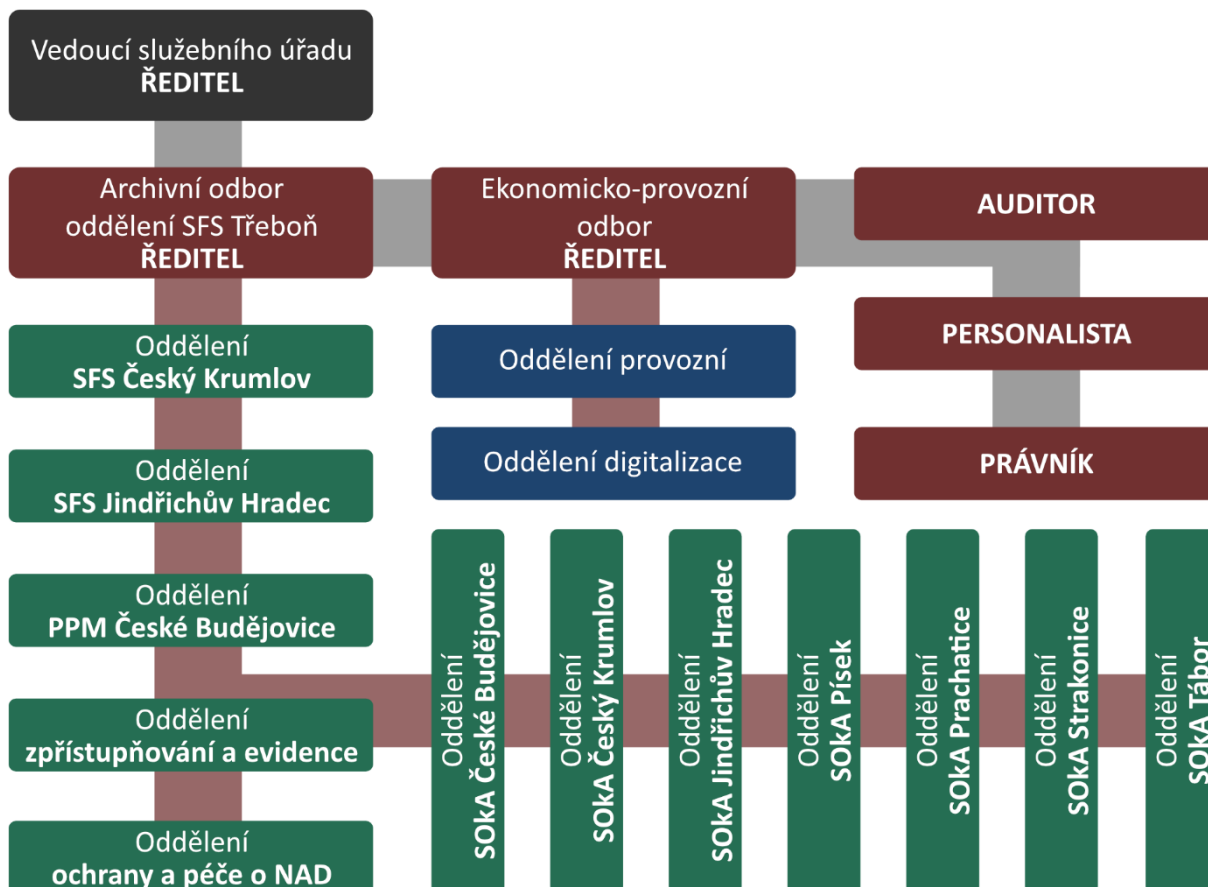 Vedoucí služebního úřadu
ŘEDITEL
Archivní odbor
oddělení SFS Třeboň
ŘEDITEL
Ekonomicko-provozní
odbor
ŘEDITEL
AUDITOR
PERSONALISTA
PRÁVNÍK
Oddělení
SFS Český Krumlov
Oddělení provozní
Oddělení
SFS Jindřichův Hradec
Oddělení digitalizace
Oddělení
PPM České Budějovice
Oddělení
zpřístupňování a evidence
Oddělení
ochrany a péče o NAD
Oddělení
SOkA České Budějovice
Oddělení
SOkA Český Krumlov
Oddělení
SOkA Jindřichův Hradec
Oddělení
SOkA Písek
Oddělení
SOkA Prachatice
Oddělení
SOkA Strakonice
Oddělení
SOkA Tábor